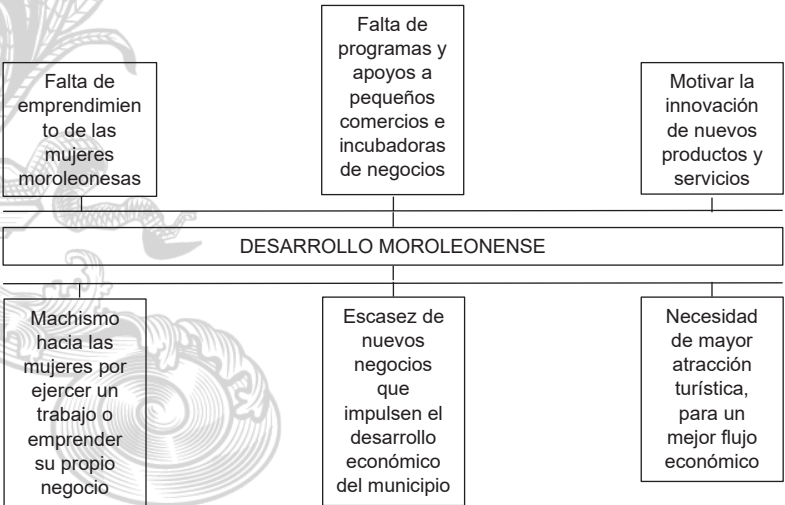 Falta de
emprendimien
to de las
mujeres
moroleonesas
Falta de
programas y
apoyos a
pequeños
comercios e
incubadoras
de negocios
Motivar la
innovación
de nuevos
productos y
servicios
DESARROLLO MOROLEONENSE
Machismo
hacia las
mujeres por
ejercer un
trabajo o
emprender
su propio
negocio
Escasez de
nuevos
negocios
que
impulsen el
desarrollo
económico
del municipio
Necesidad
de mayor
atracción
turística,
para un
mejor flujo
económico